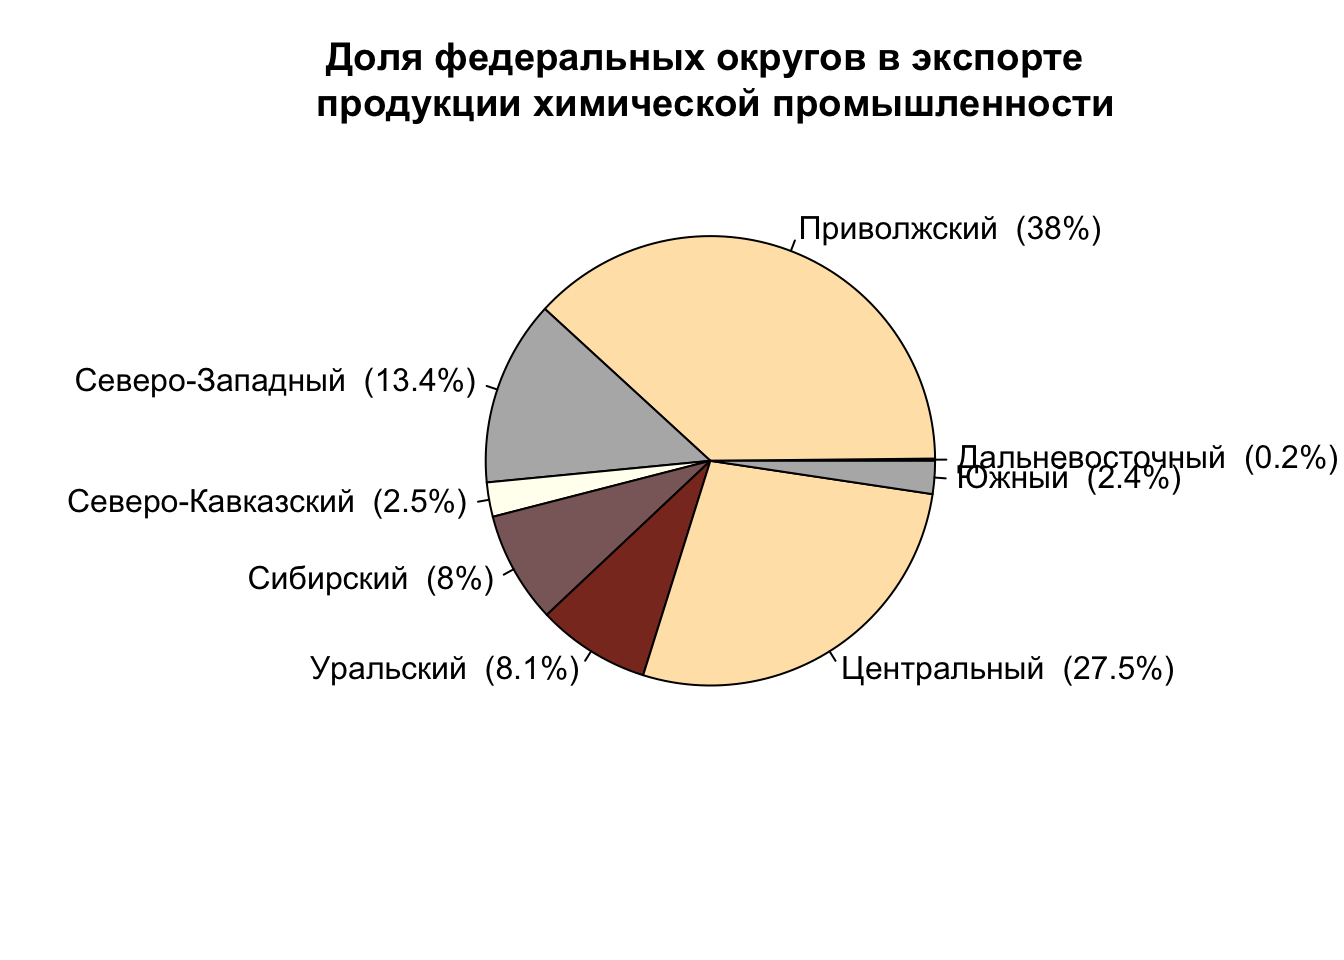 Доля федеральных округов в экспорте
продукции химической промышленности
Приволжский (38%)
Северо-Западный (13.4%)
Дальневосточный (0.2%)
Южный (2.4%)
Северо-Кавказский (2.5%)
Сибирский (8%)
Уральский (8.1%)
Центральный (27.5%)